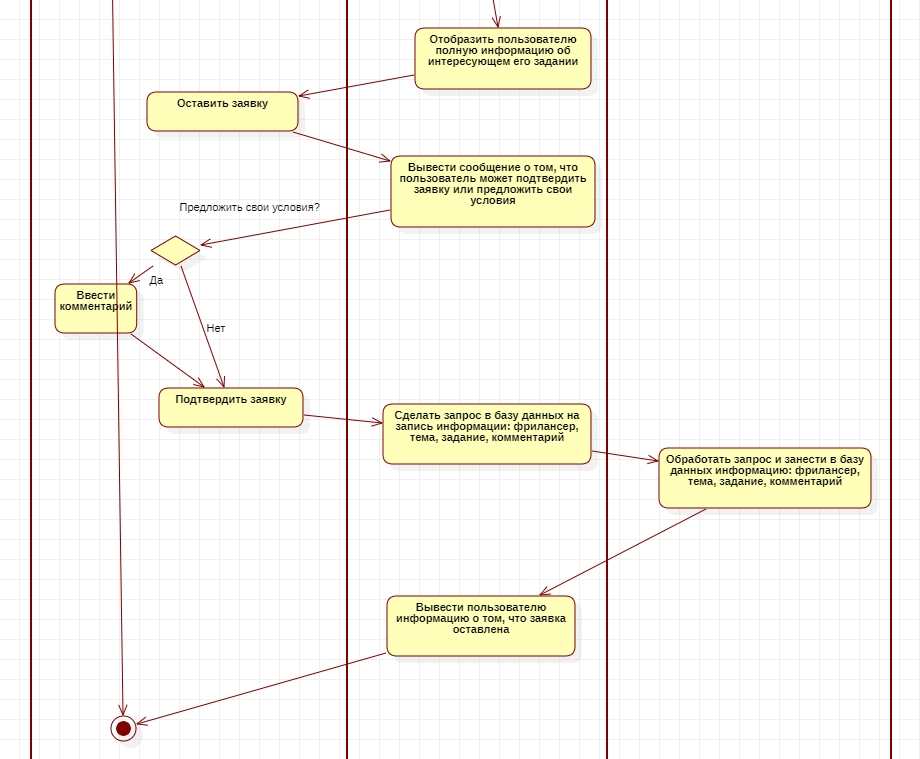 Отобразить пользователю
полную информацию об
интересующем его задании
Оставить заявку
Вывести сообщение о том, что
пользователь может подтвердить
заявку или предложить свои
условия
Предложить свои условия?
Да
Ввести
комментарий
Нет
Подтвердить заявку
Сделать запрос в базу данных на
запись информации: фрилансер,
тема, задание, комментарий
Обработать запрос и занести в базу
данных информацию: фрилансер,
тема, задание, комментарий
Вывести пользователю
информацию о том, что заявка
оставлена